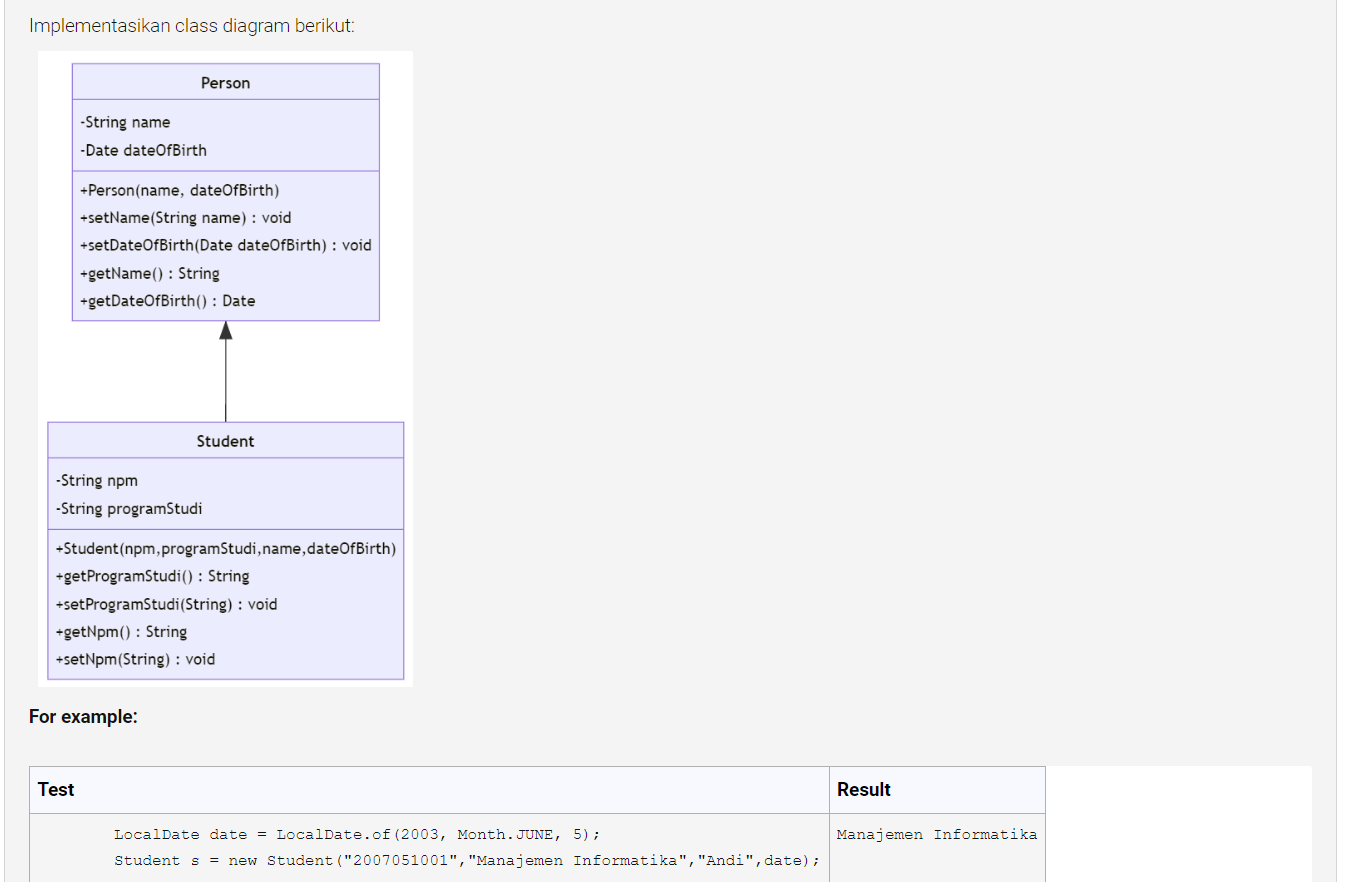 Implementasikan class diagram berikut:
Person
-String name
-Date dateOfBirth
+Person(name, dateOfBirth)
+setName(String name) : void
+setDateOfBirth(Date dateOfBirth) : void
+getName() : String
+getDateOfBirth() : Date
Student
-String npm
-String programStudi
+Student(npm,programStudi,name,dateOfBirth)
+getProgramStudi() : String
+setProgramStudi(String) : void
+getNpm() : String
+setNpm(String) : void
For example:
Test Result
LocalDate date = LocalDate.of(2003, Month.JUNE, 5); Manajemen Informatika
Student s = new Student("2007051001","Manajemen Informatika","Andi",date);